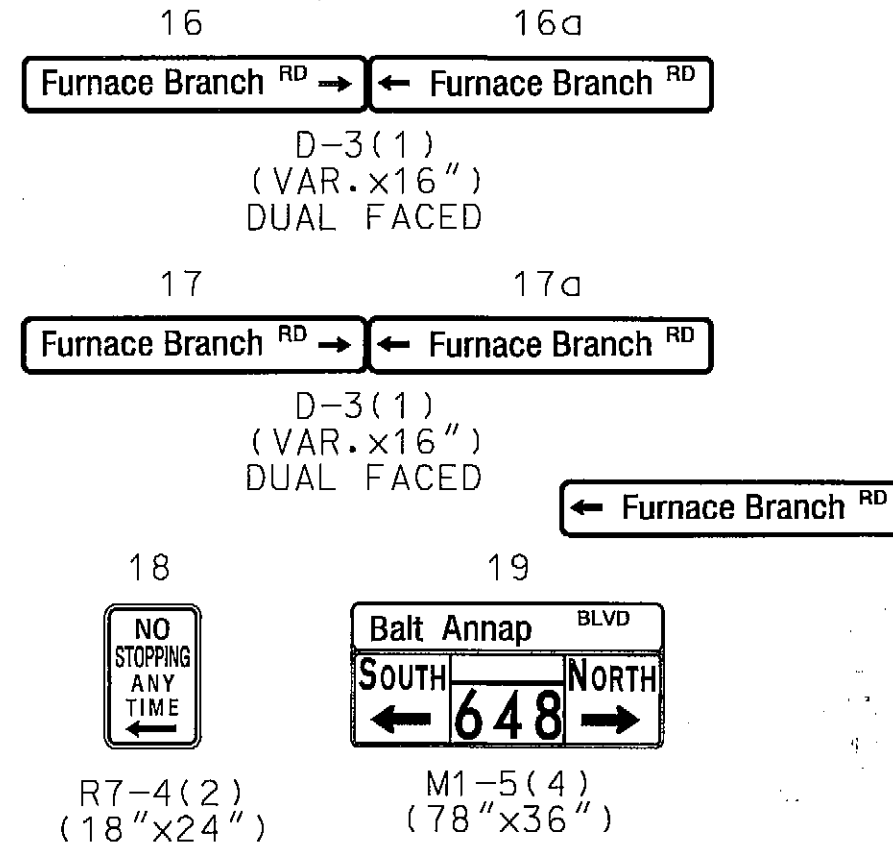 16 16a
Furnace Branch RD → ← Furnace Branch RD
D-3(1)
(VAR.x16")
DUAL FACED
17 17a
Furnace Branch RD → ← Furnace Branch RD
D-3(1)
(VAR.x16")
DUAL FACED
← Furnace Branch RD
18 19
NO
STOPPING
ANY
TIME
←
Balt Annap BLVD
SOUTH NORTH
← 648 →
R7-4(2)
(18"x24")
M1-5(4)
(78"x36")